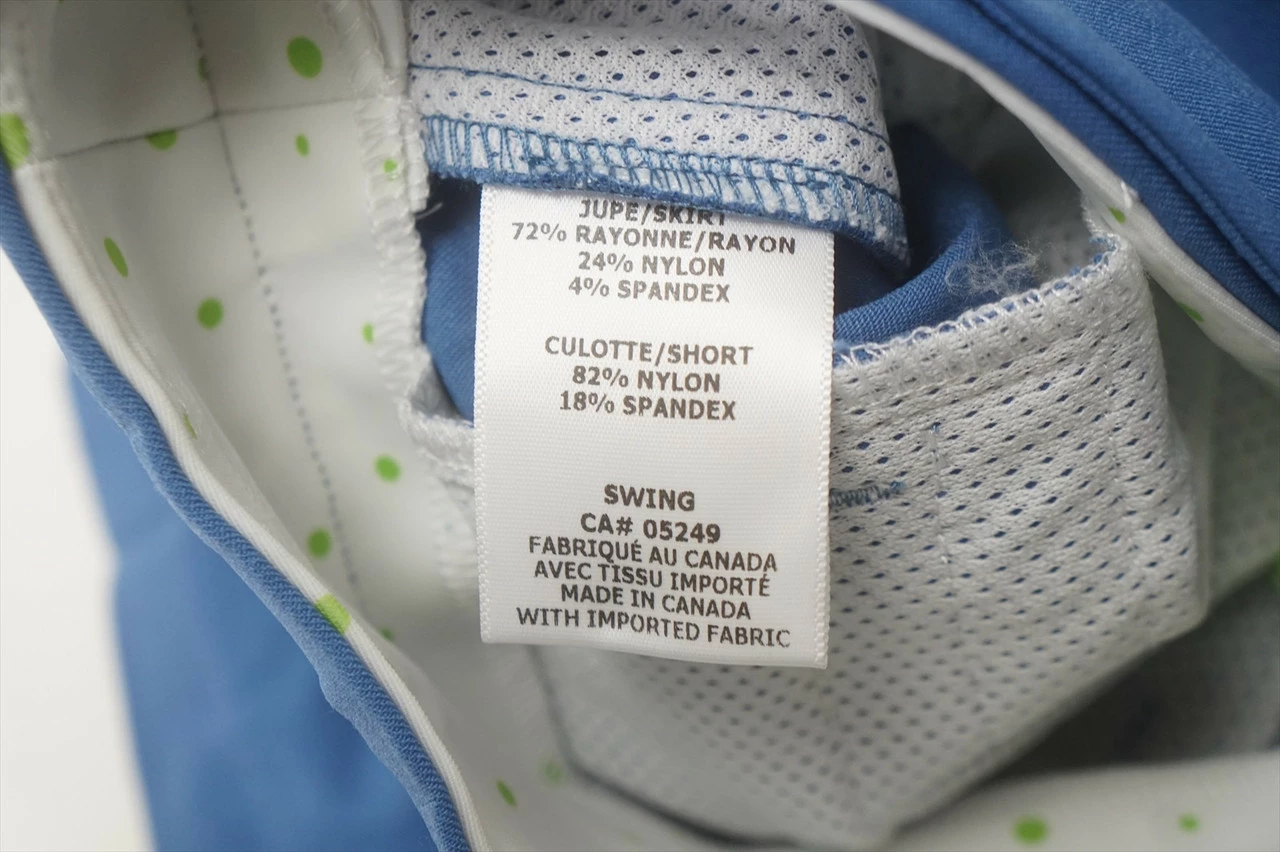 JUPE/SKIRT
72% RAYONNE/RAYON
24% NYLON
4% SPANDEX
CULOTTE/SHORT
82% NYLON
18% SPANDEX
SWING
CA# 05249
FABRIQUÉ AU CANADA
AVEC TISSU IMPORTÉ
MADE IN CANADA
WITH IMPORTED FABRIC